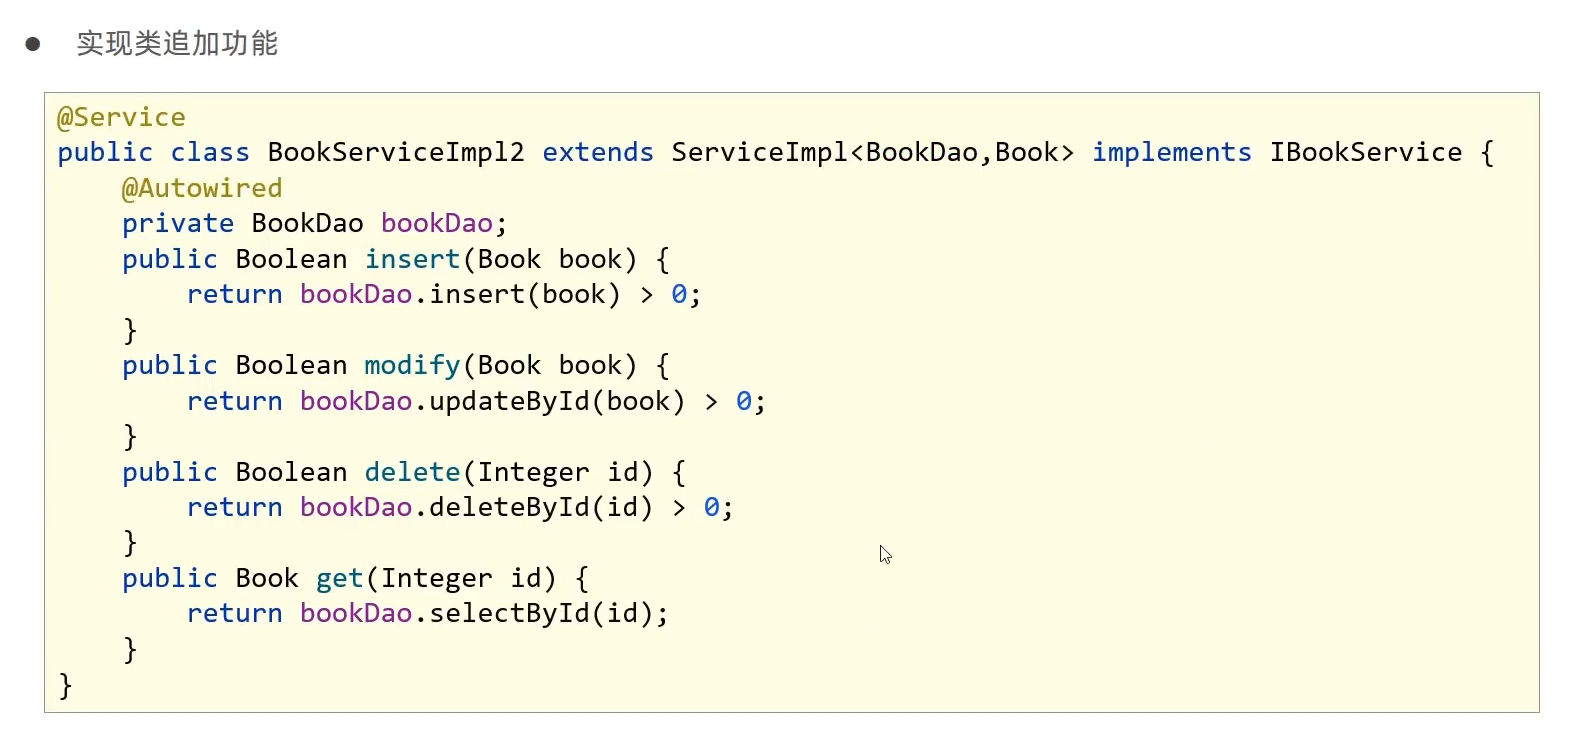 ● 实现类追加功能
@Service
public class BookServiceImpl2 extends ServiceImpl<BookDao,Book> implements IBookService {
    @Autowired
    private BookDao bookDao;
    public Boolean insert(Book book) {
        return bookDao.insert(book) > 0;
    }
    public Boolean modify(Book book) {
        return bookDao.updateById(book) > 0;
    }
    public Boolean delete(Integer id) {
        return bookDao.deleteById(id) > 0;
    }
    public Book get(Integer id) {
        return bookDao.selectById(id);
    }
}